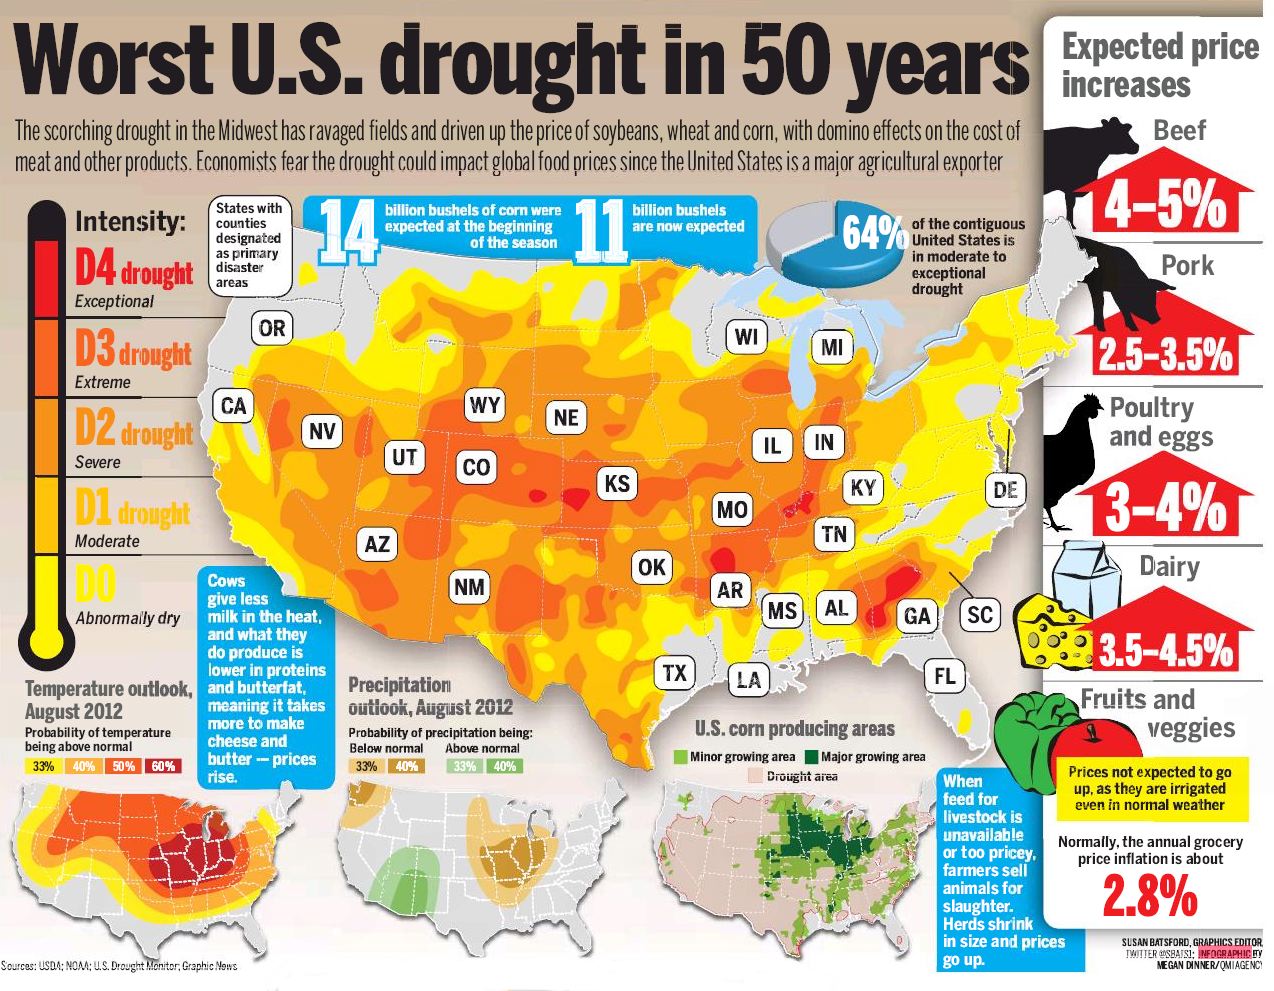 Worst U.S. drought in 50 years
The scorching drought in the Midwest has ravaged fields and driven up the price of soybeans, wheat and corn, with domino effects on the cost of
meat and other products. Economists fear the drought could impact global food prices since the United States is a major agricultural exporter
Intensity:
D4 drought
Exceptional
D3 drought
Extreme
D2 drought
Severe
D1 drought
Moderate
D0
Abnormally dry
States with
counties
designated
as primary
disaster
areas
14
billion bushels of corn were
expected at the beginning
of the season
11
billion bushels
are now expected
64%
of the contiguous
United States is
in moderate to
exceptional
drought
OR
WI
MI
CA
NV
WY
NE
UT
CO
IL
IN
KS
KY
DE
MO
TN
AZ
NM
OK
AR
MS
AL
GA
SC
TX
LA
FL
Cows
give less
milk in the heat,
and what they
do produce is
lower in proteins
and butterfat,
meaning it takes
more to make
cheese and
butter — prices
rise.
Temperature outlook,
August 2012
Probability of temperature
being above normal
33% 40% 50% 60%
Precipitation
outlook, August 2012
Probability of precipitation being:
Below normal Above normal
33% 40% 33% 40%
U.S. corn producing areas
Minor growing area Major growing area
Drought area
When
feed for
livestock is
unavailable
or too pricey,
farmers sell
animals for
slaughter.
Herds shrink
in size and prices
go up.
Expected price
increases
Beef
4–5%
Pork
2.5–3.5%
Poultry
and eggs
3–4%
Dairy
3.5–4.5%
Fruits and
veggies
Prices not expected to go
up, as they are irrigated
even in normal weather
Normally, the annual grocery
price inflation is about
2.8%
Sources: USDA; NOAA; U.S. Drought Monitor; Graphic News
SUSAN BATSFORD, GRAPHICS EDITOR,
TWITTER @SBATS1; INFOGRAPHIC BY
MEGAN DINNER/QMI AGENCY